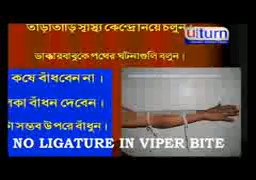 তাড়াতাড়ি স্বাস্থ্য কেন্দ্রে নিয়ে চলুন
Uturn
ডাক্তারবাবুকে পথের ঘটনাগুলি বলুন।
কষে বাঁধবেন না।
বাঁধন দেবেন।
সম্ভব উপরে বাঁধুন।
NO LIGATURE IN VIPER BITE